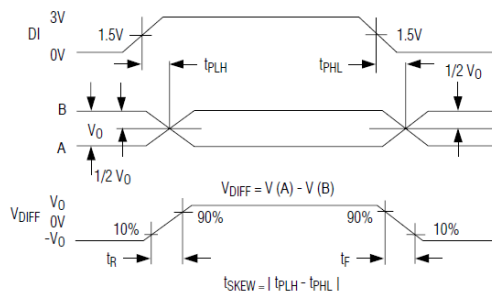 3V
DI
1.5V
1.5V
0V
tPLH
tPHL
1/2 VO
B
VO
A
1/2 VO
VDIFF = V (A) - V (B)
VO
VDIFF
0V
-VO
10%
90%
90%
10%
tR
tF
tSKEW = | tPLH - tPHL |